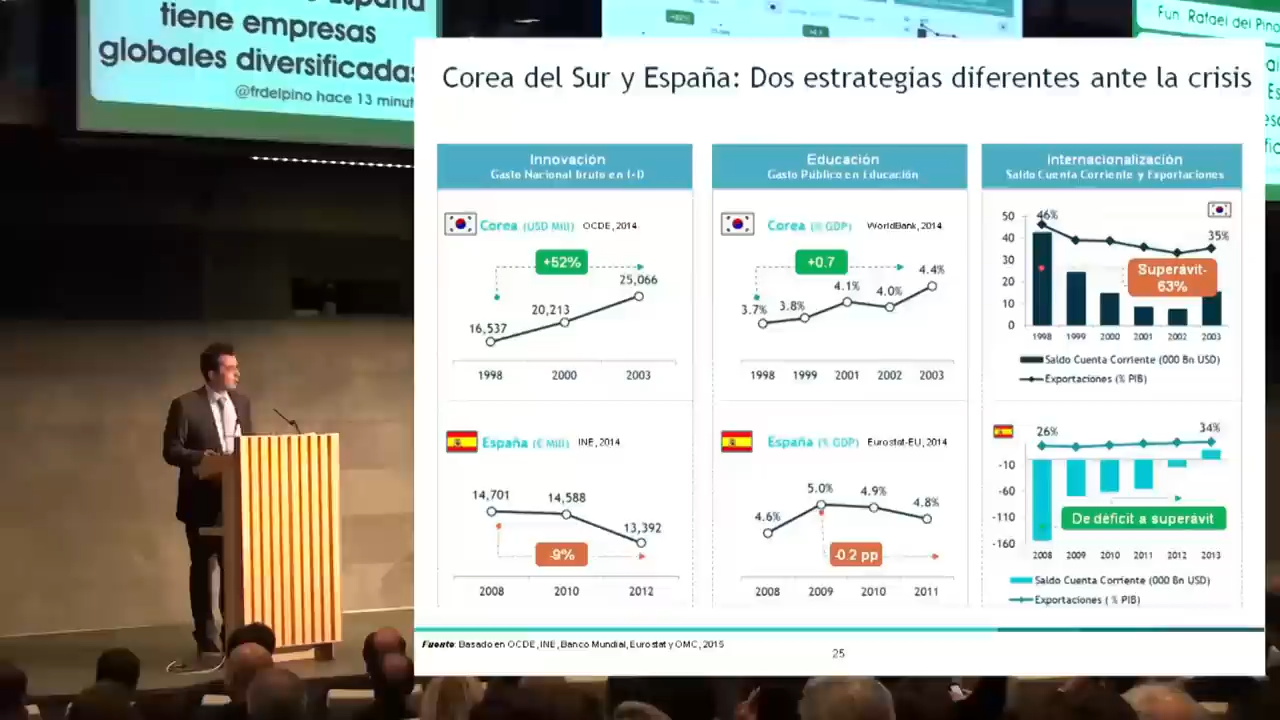 España
tiene empresas
globales diversificadas
@frdelpino hace 13 minut
Fun Rafael del Pino
Corea del Sur y España: Dos estrategias diferentes ante la crisis
Innovación
Gasto Nacional bruto en I+D
Corea (USD Mill) OCDE, 2014
+52%
16,537
20,213
25,066
1998 2000 2003
España (€ Mill) INE, 2014
14,701
14,588
13,392
-9%
2008 2010 2012
Educación
Gasto Público en Educación
Corea (% GDP) WorldBank, 2014
+0.7
3.7%
3.8%
4.1%
4.0%
4.4%
1998 1999 2001 2002 2003
España (% GDP) Eurostat-EU, 2014
4.6%
5.0%
4.9%
4.8%
-0.2 pp
2008 2009 2010 2011
Internacionalización
Saldo Cuenta Corriente y Exportaciones
50
40
30
20
10
0
46%
35%
Superávit-
63%
1998 1999 2000 2001 2002 2003
Saldo Cuenta Corriente (000 Bn USD)
Exportaciones (% PIB)
26%
34%
-10
-60
-110
-160
De déficit a superávit
2008 2009 2010 2011 2012 2013
Saldo Cuenta Corriente (000 Bn USD)
Exportaciones ( % PIB)
Fuente: Basado en OCDE, INE, Banco Mundial, Eurostat y OMC, 2015
25